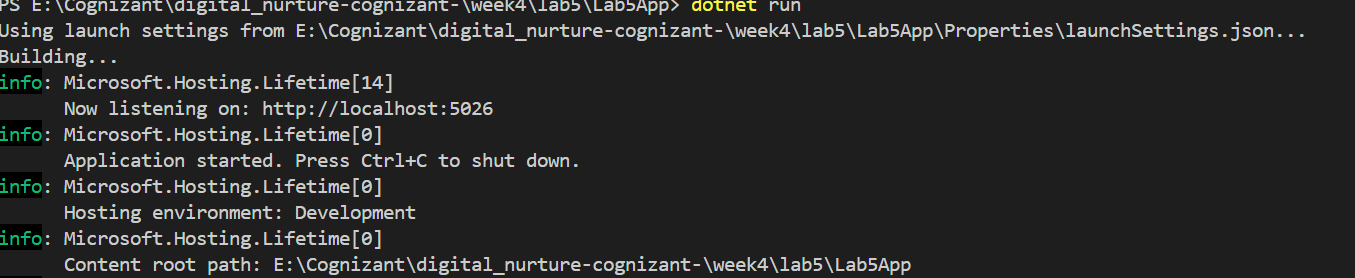 PS E:\Cognizant\digital_nurture-cognizant-\week4\lab5\Lab5App> dotnet run
Using launch settings from E:\Cognizant\digital_nurture-cognizant-\week4\lab5\Lab5App\Properties\launchSettings.json...
Building...
info: Microsoft.Hosting.Lifetime[14]
      Now listening on: http://localhost:5026
info: Microsoft.Hosting.Lifetime[0]
      Application started. Press Ctrl+C to shut down.
info: Microsoft.Hosting.Lifetime[0]
      Hosting environment: Development
info: Microsoft.Hosting.Lifetime[0]
      Content root path: E:\Cognizant\digital_nurture-cognizant-\week4\lab5\Lab5App